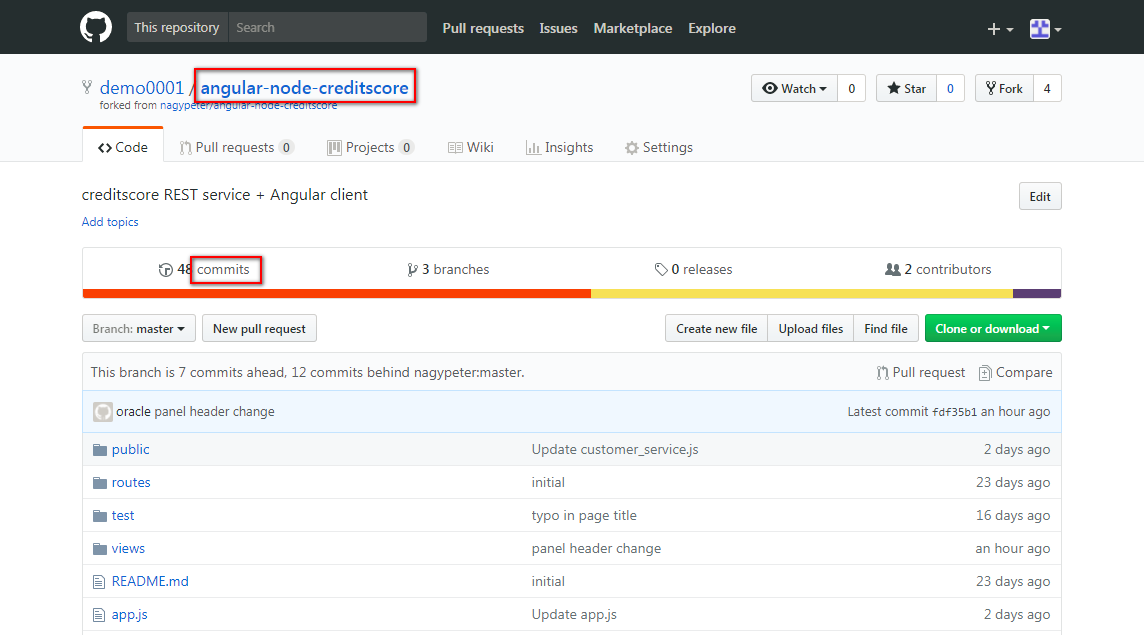 This repository Search Pull requests Issues Marketplace Explore
demo0001 / angular-node-creditscore Watch 0 Star 0 Fork 4
forked from nagypeter/angular-node-creditscore
Code Pull requests 0 Projects 0 Wiki Insights Settings
creditscore REST service + Angular client Edit
Add topics
48 commits 3 branches 0 releases 2 contributors
Branch: master New pull request Create new file Upload files Find file Clone or download
This branch is 7 commits ahead, 12 commits behind nagypeter:master. Pull request Compare
oracle panel header change Latest commit fdf35b1 an hour ago
public Update customer_service.js 2 days ago
routes initial 23 days ago
test typo in page title 16 days ago
views panel header change an hour ago
README.md initial 23 days ago
app.js Update app.js 2 days ago